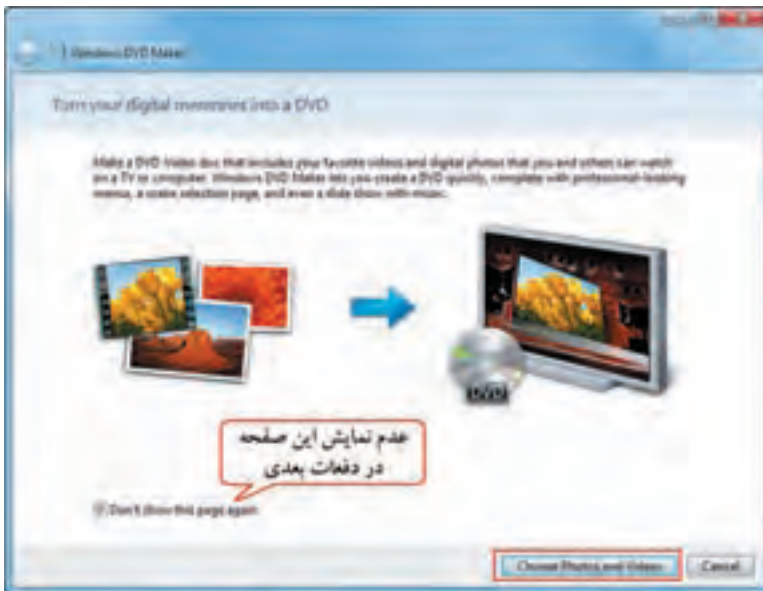 Windows DVD Maker
Turn your digital memories into a DVD
Make a DVD-Video disc that includes your favorite videos and digital photos that you and others can watch
on a TV or computer. Windows DVD Maker lets you create a DVD quickly, complete with professional-looking
menus, a scene selection page, and even a slide show with music.
DVD
عدم نمایش این صفحه
در دفعات بعدی
Don't show this page again
Choose Photos and Videos
Cancel